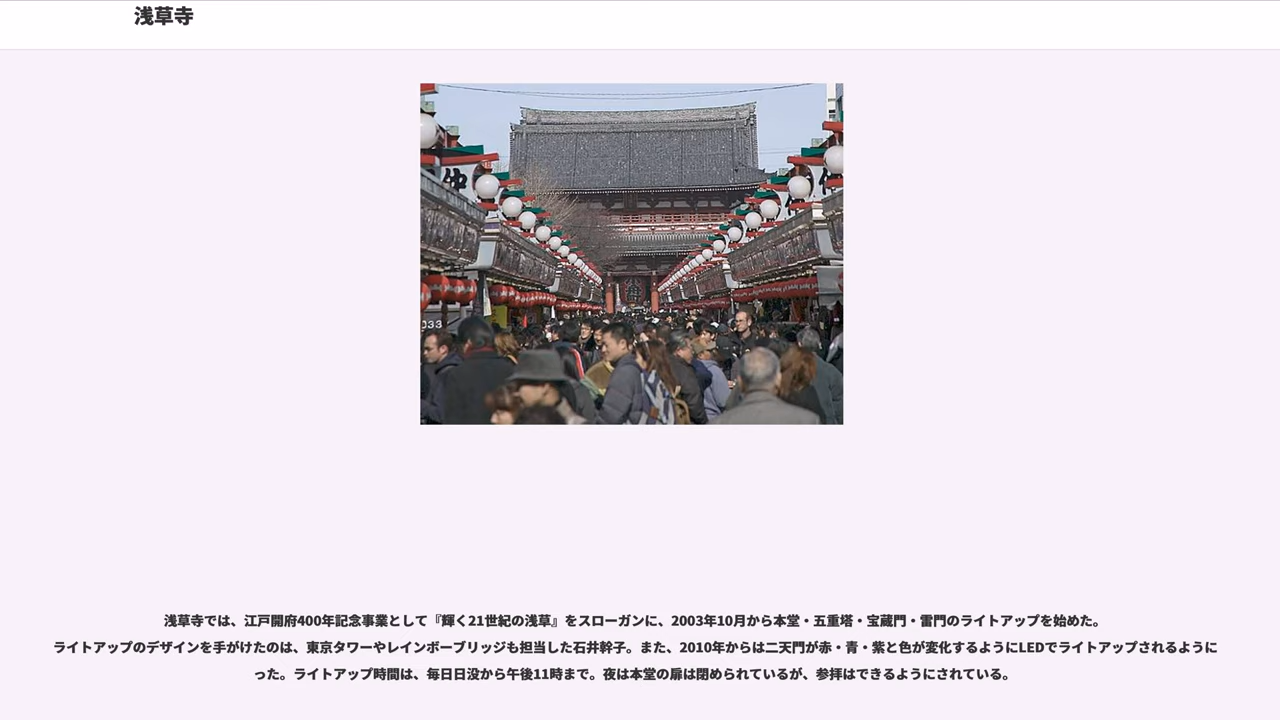 浅草寺
仲
033
浅草寺では、江戸開府400年記念事業として『輝く21世紀の浅草』をスローガンに、2003年10月から本堂・五重塔・宝蔵門・雷門のライトアップを始めた。
ライトアップのデザインを手がけたのは、東京タワーやレインボーブリッジも担当した石井幹子。また、2010年からは二天門が赤・青・紫と色が変化するようにLEDでライトアップされるように
った。ライトアップ時間は、毎日日没から午後11時まで。夜は本堂の扉は閉められているが、参拝はできるようにされている。